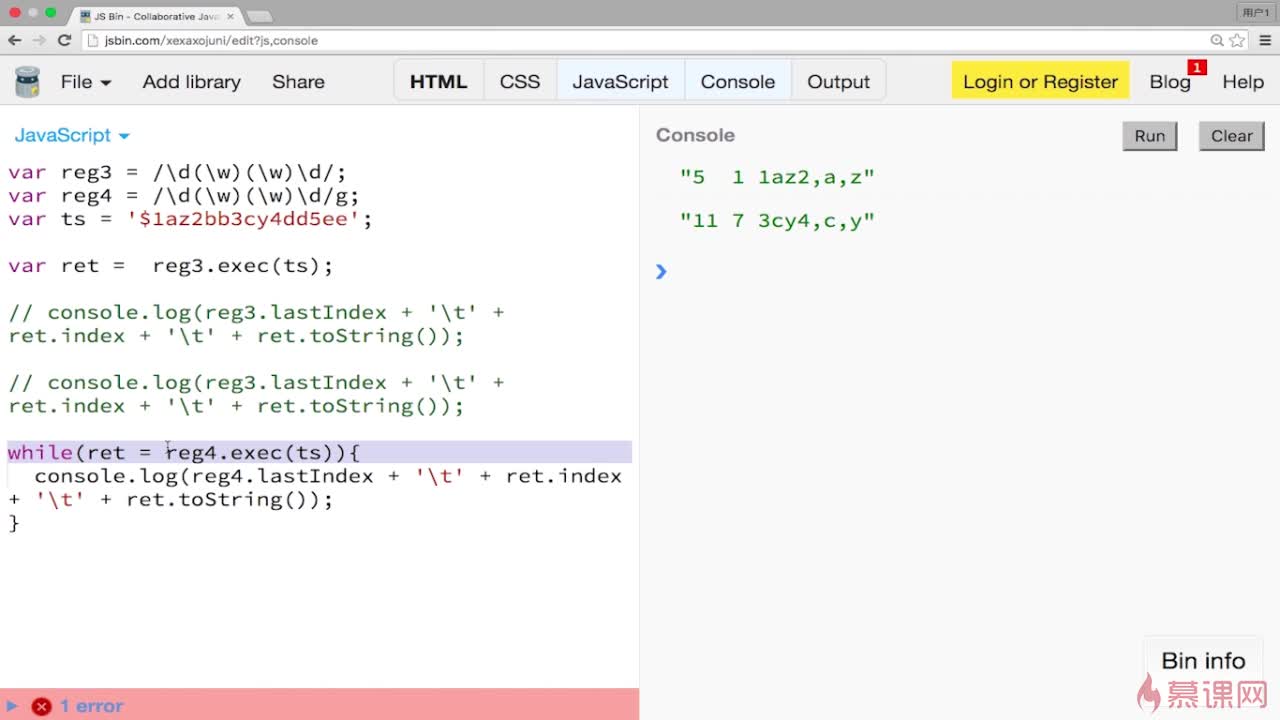 JS Bin - Collaborative Java
用户1
jsbin.com/xexaxojuni/edit?js,console
File Add library Share HTML CSS JavaScript Console Output Login or Register Blog 1 Help
JavaScript
var reg3 = /\d(\w)(\w)\d/;
var reg4 = /\d(\w)(\w)\d/g;
var ts = '$1az2bb3cy4dd5ee';
var ret =  reg3.exec(ts);
// console.log(reg3.lastIndex + '\t' +
ret.index + '\t' + ret.toString());
// console.log(reg3.lastIndex + '\t' +
ret.index + '\t' + ret.toString());
while(ret = reg4.exec(ts)){
console.log(reg4.lastIndex + '\t' + ret.index
+ '\t' + ret.toString());
}
1 error
Console
Run Clear
"5  1 1az2,a,z"
"11 7 3cy4,c,y"
Bin info
慕课网